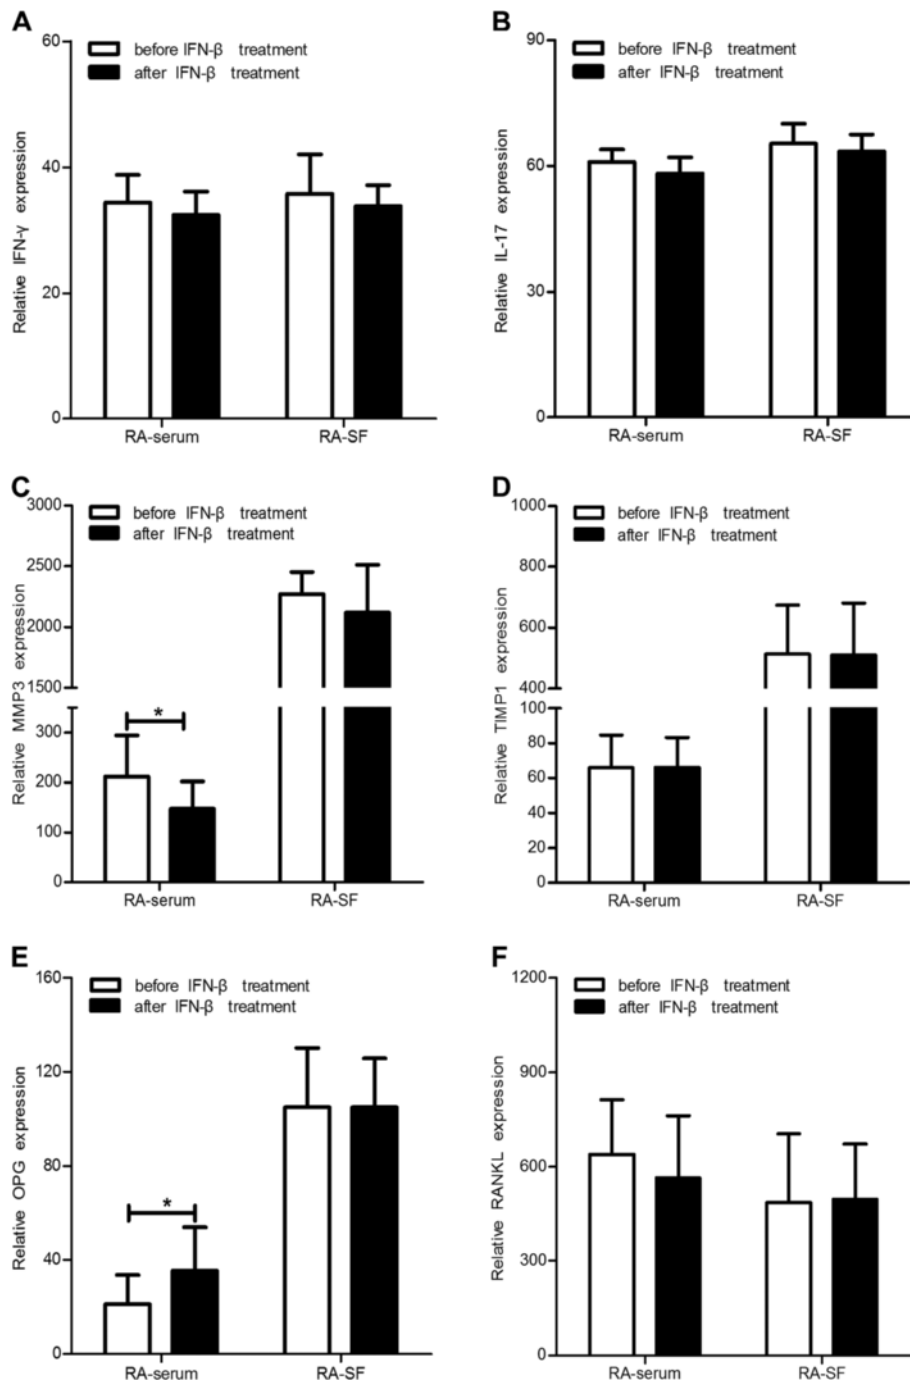 A
before IFN-β treatment
after IFN-β treatment
Relative IFN-γ expression
60
40
20
0
RA-serum
RA-SF
B
before IFN-β treatment
after IFN-β treatment
Relative IL-17 expression
90
60
30
0
RA-serum
RA-SF
C
before IFN-β treatment
after IFN-β treatment
Relative MMP3 expression
3000
2500
2000
1500
300
200
100
0
*
RA-serum
RA-SF
D
before IFN-β treatment
after IFN-β treatment
Relative TIMP1 expression
1000
800
600
400
100
80
60
40
20
0
RA-serum
RA-SF
E
before IFN-β treatment
after IFN-β treatment
Relative OPG expression
160
120
80
40
0
*
RA-serum
RA-SF
F
before IFN-β treatment
after IFN-β treatment
Relative RANKL expression
1200
900
600
300
0
RA-serum
RA-SF